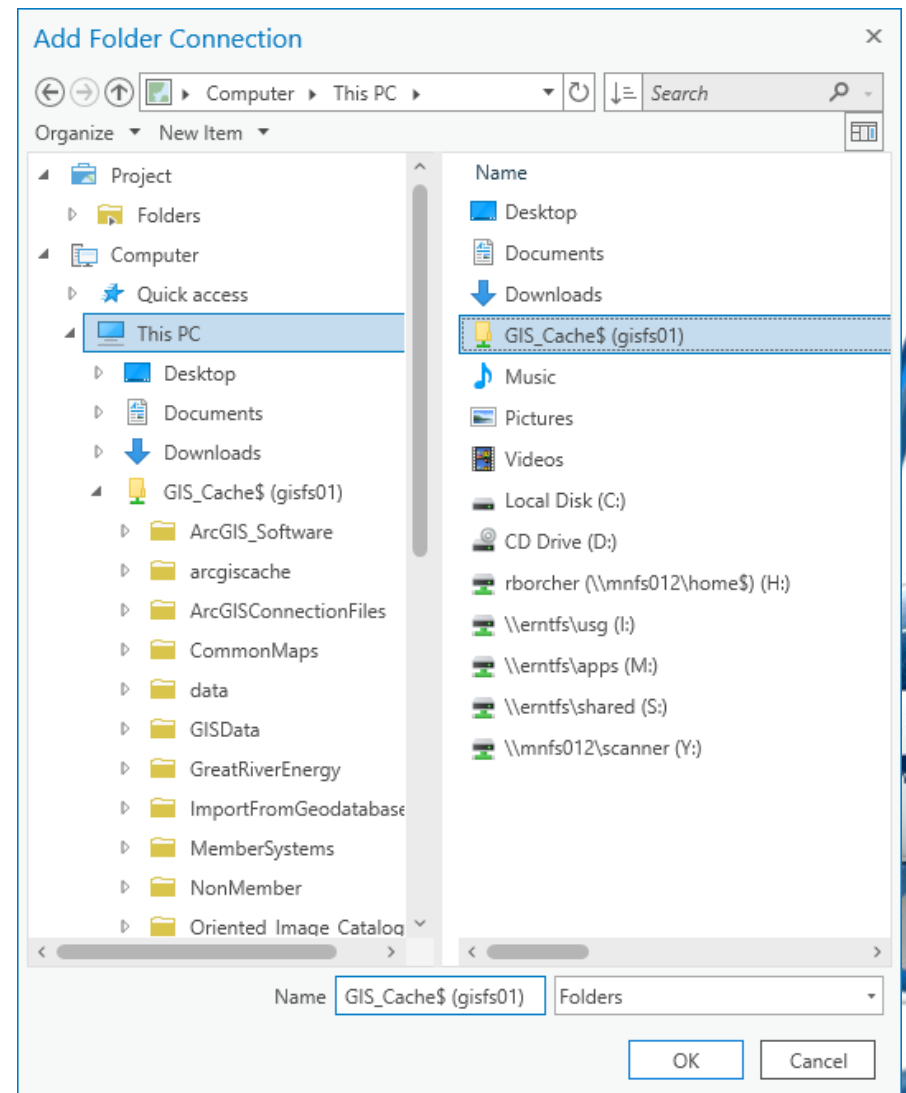 Add Folder Connection
Computer This PC Search
Organize New Item
Project
Folders
Computer
Quick access
This PC
Desktop
Documents
Downloads
GIS_Cache$ (gisfs01)
ArcGIS_Software
arcgiscache
ArcGISConnectionFiles
CommonMaps
data
GISData
GreatRiverEnergy
ImportFromGeodatabase
MemberSystems
NonMember
Oriented Image Catalog
Name
Desktop
Documents
Downloads
GIS_Cache$ (gisfs01)
Music
Pictures
Videos
Local Disk (C:)
CD Drive (D:)
rborcher (\\mnfs012\home$) (H:)
\\erntfs\usg (I:)
\\erntfs\apps (M:)
\\erntfs\shared (S:)
\\mnfs012\scanner (Y:)
Name GIS_Cache$ (gisfs01) Folders
OK Cancel